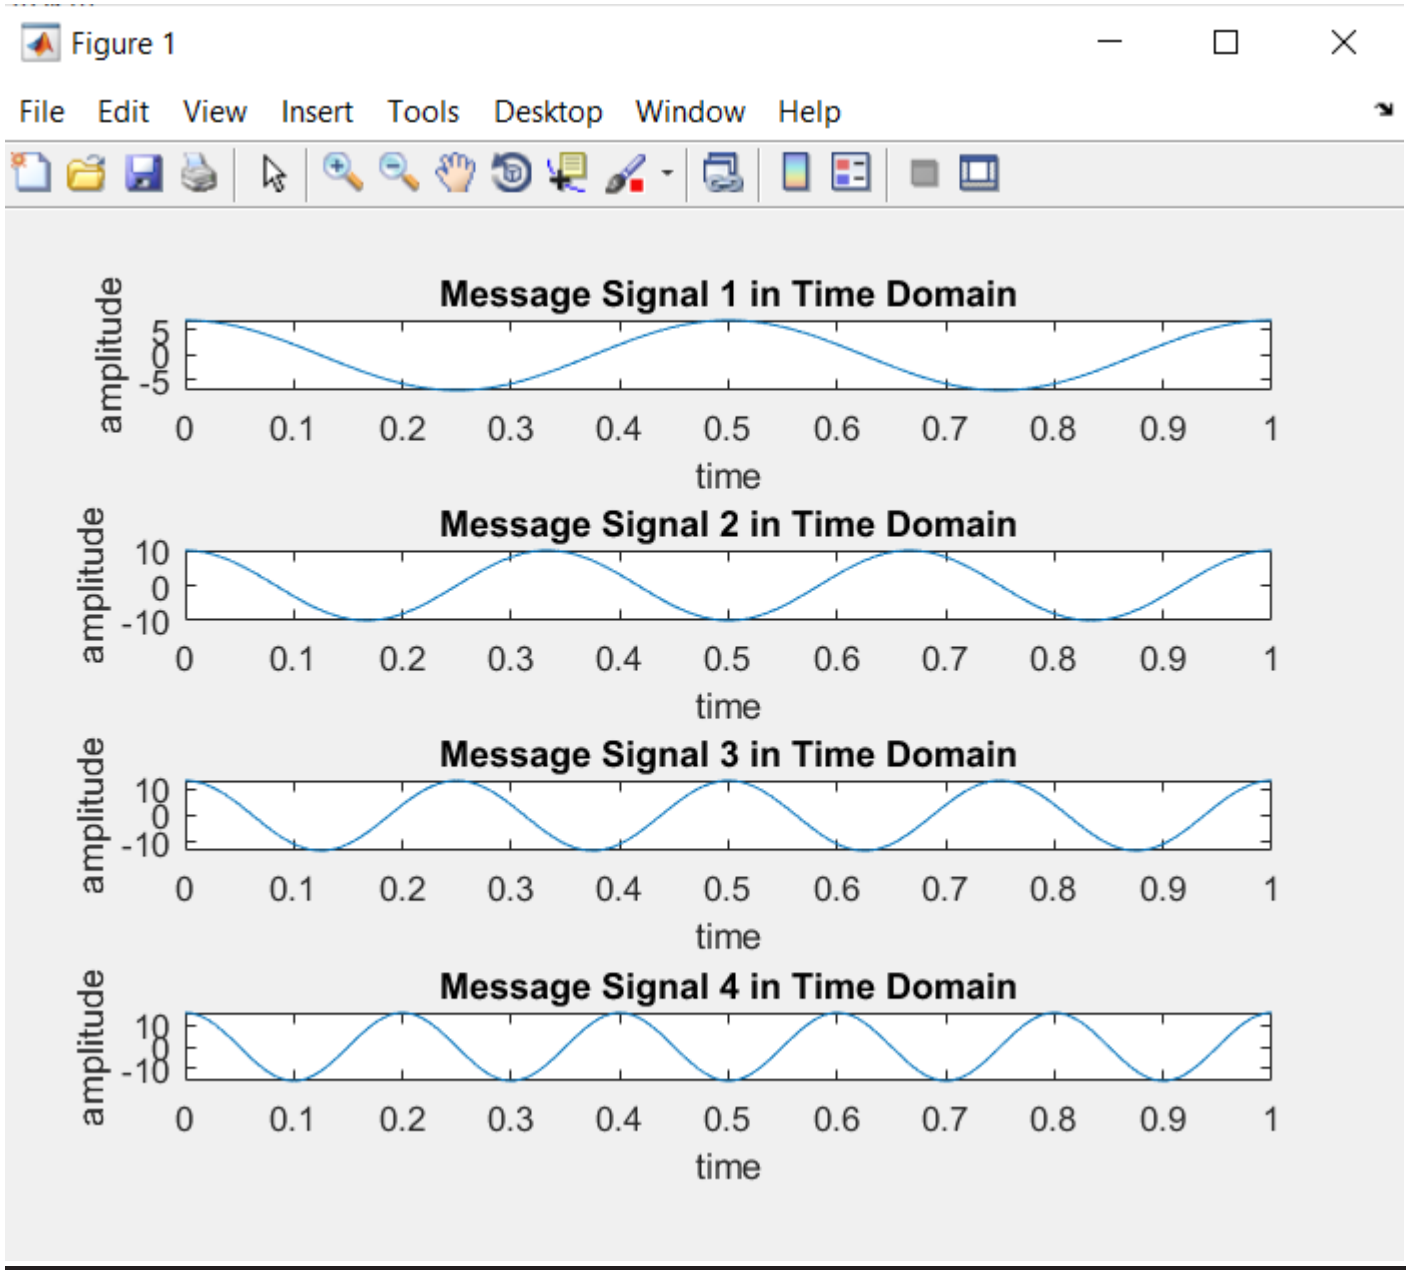 Figure 1
File Edit View Insert Tools Desktop Window Help
Message Signal 1 in Time Domain
amplitude
5
0
-5
0 0.1 0.2 0.3 0.4 0.5 0.6 0.7 0.8 0.9 1
time
Message Signal 2 in Time Domain
amplitude
10
0
-10
0 0.1 0.2 0.3 0.4 0.5 0.6 0.7 0.8 0.9 1
time
Message Signal 3 in Time Domain
amplitude
10
0
-10
0 0.1 0.2 0.3 0.4 0.5 0.6 0.7 0.8 0.9 1
time
Message Signal 4 in Time Domain
amplitude
10
0
-10
0 0.1 0.2 0.3 0.4 0.5 0.6 0.7 0.8 0.9 1
time